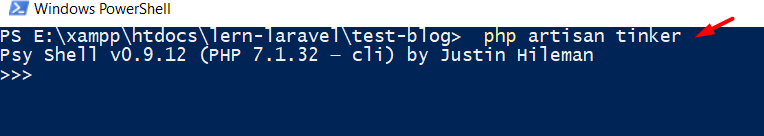 Windows PowerShell
PS E:\xampp\htdocs\lern-laravel\test-blog>  php artisan tinker
Psy Shell v0.9.12 (PHP 7.1.32 — cli) by Justin Hileman
>>>